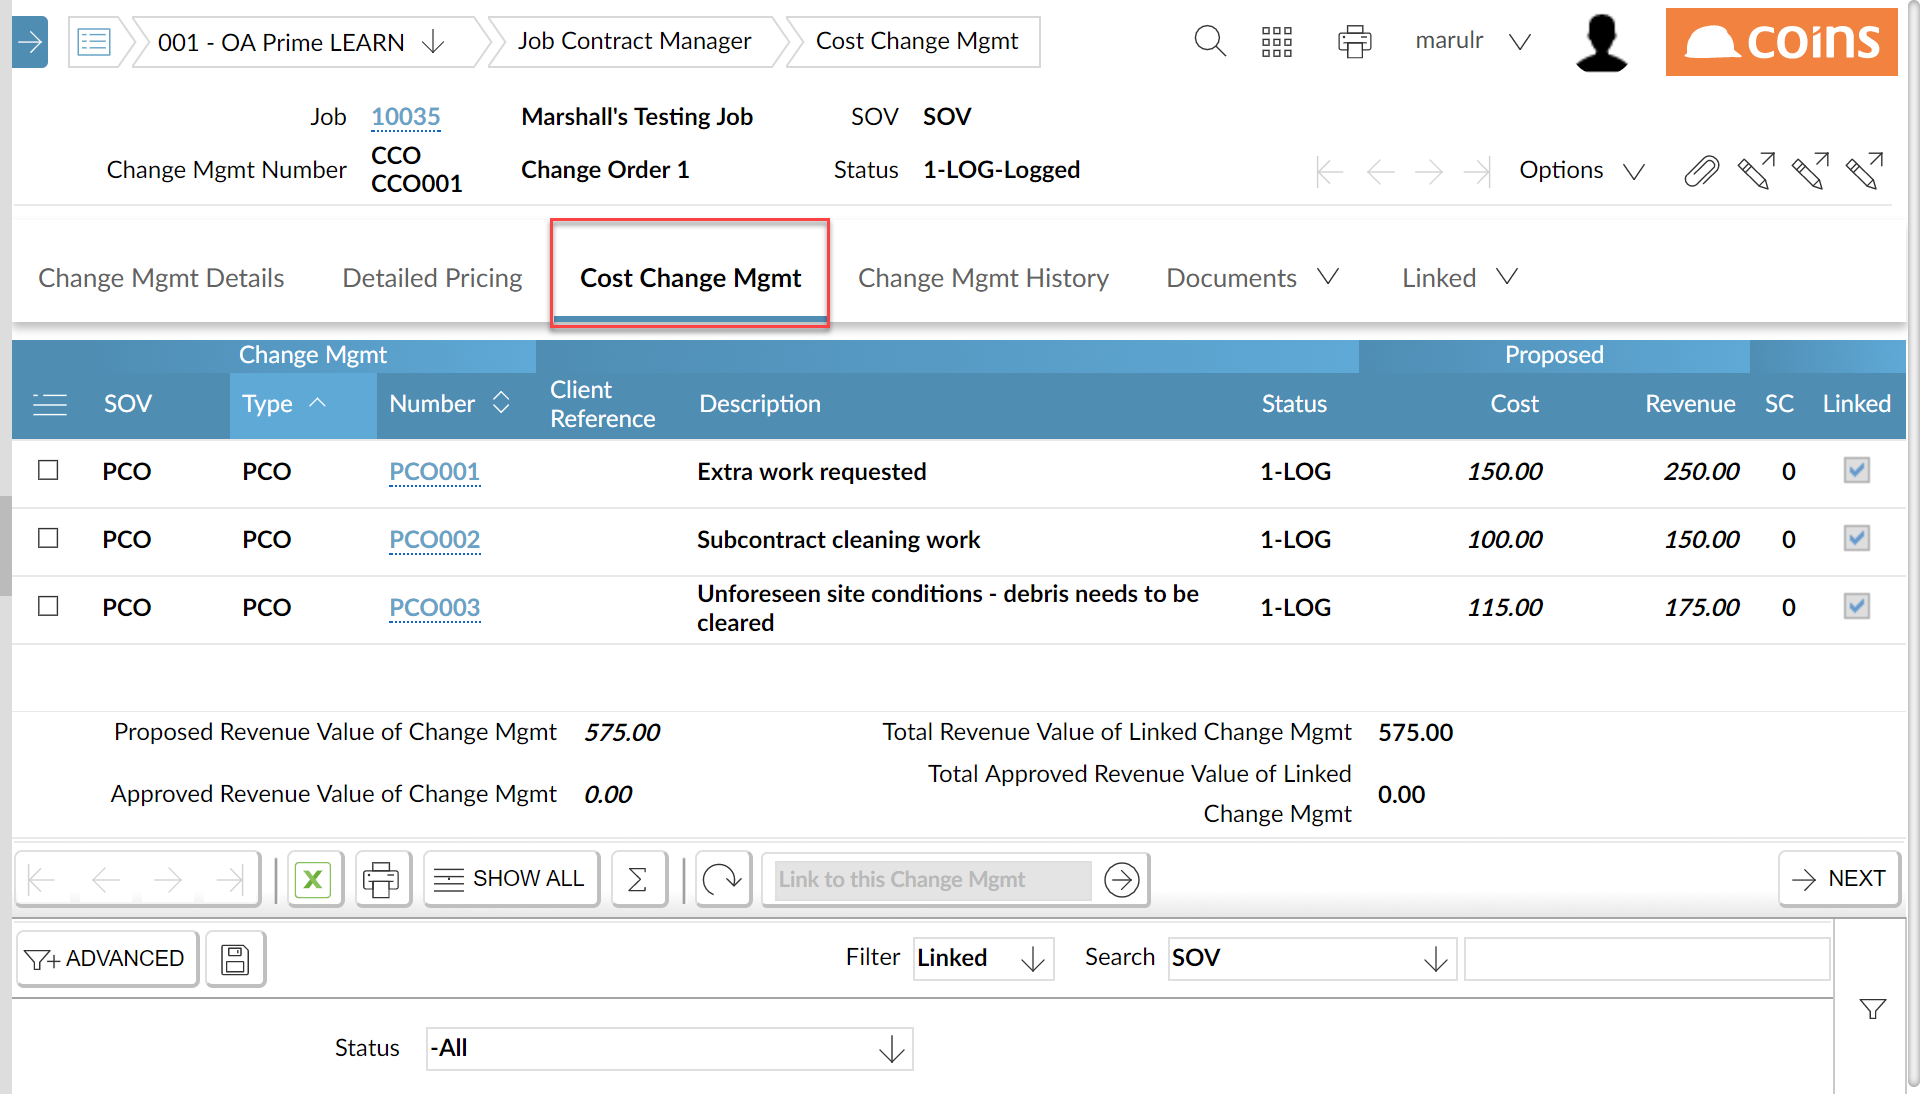 001 - OA Prime LEARN
Job Contract Manager
Cost Change Mgmt
marulr
coins
Job 10035 Marshall's Testing Job SOV SOV
Change Mgmt Number CCO CCO001 Change Order 1 Status 1-LOG-Logged
Options
Change Mgmt Details Detailed Pricing Cost Change Mgmt Change Mgmt History Documents Linked
Change Mgmt Proposed
SOV Type Number Client Reference Description Status Cost Revenue SC Linked
PCO PCO PCO001 Extra work requested 1-LOG 150.00 250.00 0
PCO PCO PCO002 Subcontract cleaning work 1-LOG 100.00 150.00 0
PCO PCO PCO003 Unforeseen site conditions - debris needs to be cleared 1-LOG 115.00 175.00 0
Proposed Revenue Value of Change Mgmt 575.00 Total Revenue Value of Linked Change Mgmt 575.00
Approved Revenue Value of Change Mgmt 0.00 Total Approved Revenue Value of Linked Change Mgmt 0.00
X SHOW ALL Σ Link to this Change Mgmt NEXT
ADVANCED Filter Linked Search SOV
Status -All